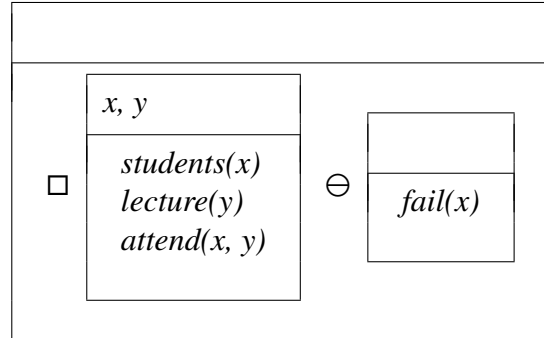 x, y
students(x)
lecture(y)
attend(x, y)
□
⊖
fail(x)